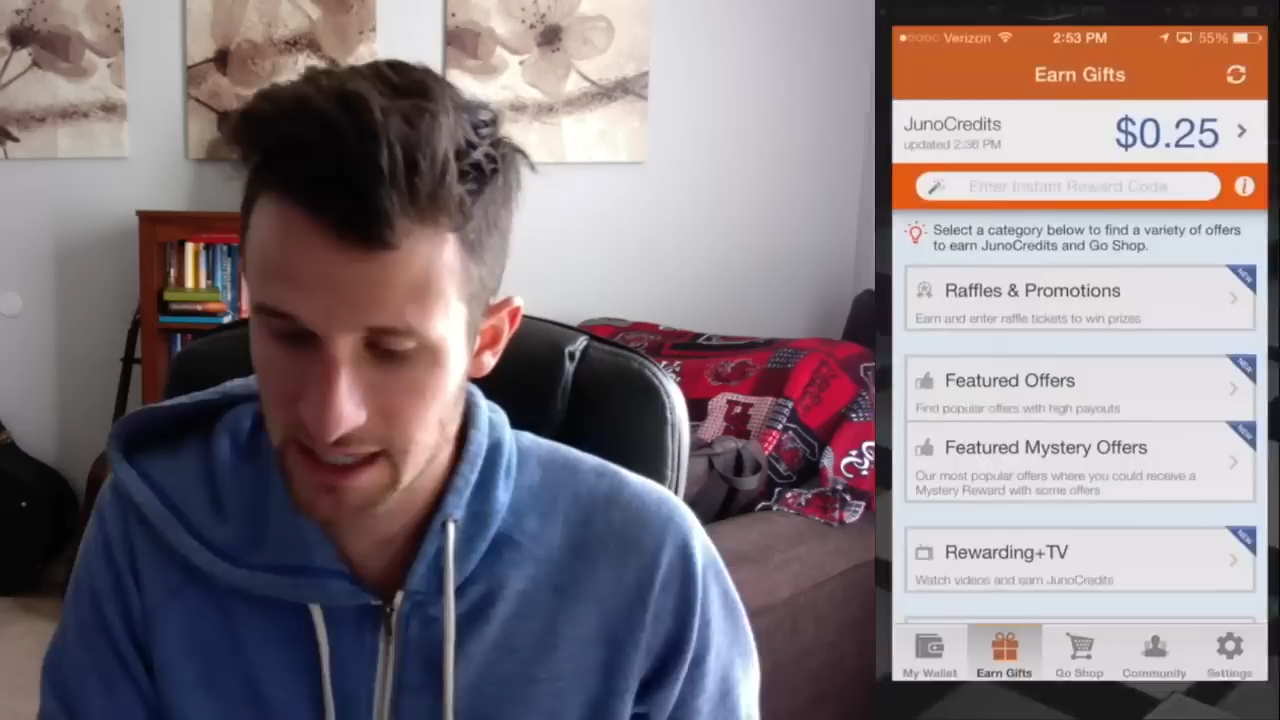 Verizon 2:53 PM 55%
Earn Gifts
JunoCredits
$0.25
updated 2:36 PM
Enter Instant Reward Code
Select a category below to find a variety of offers
to earn JunoCredits and Go Shop.
NEW
Raffles & Promotions
Earn and enter raffle tickets to win prizes
NEW
Featured Offers
Find popular offers with high payouts
NEW
Featured Mystery Offers
Our most popular offers where you could receive a
Mystery Reward with some offers
NEW
Rewarding+TV
Watch videos and earn JunoCredits
My Wallet Earn Gifts Go Shop Community Settings